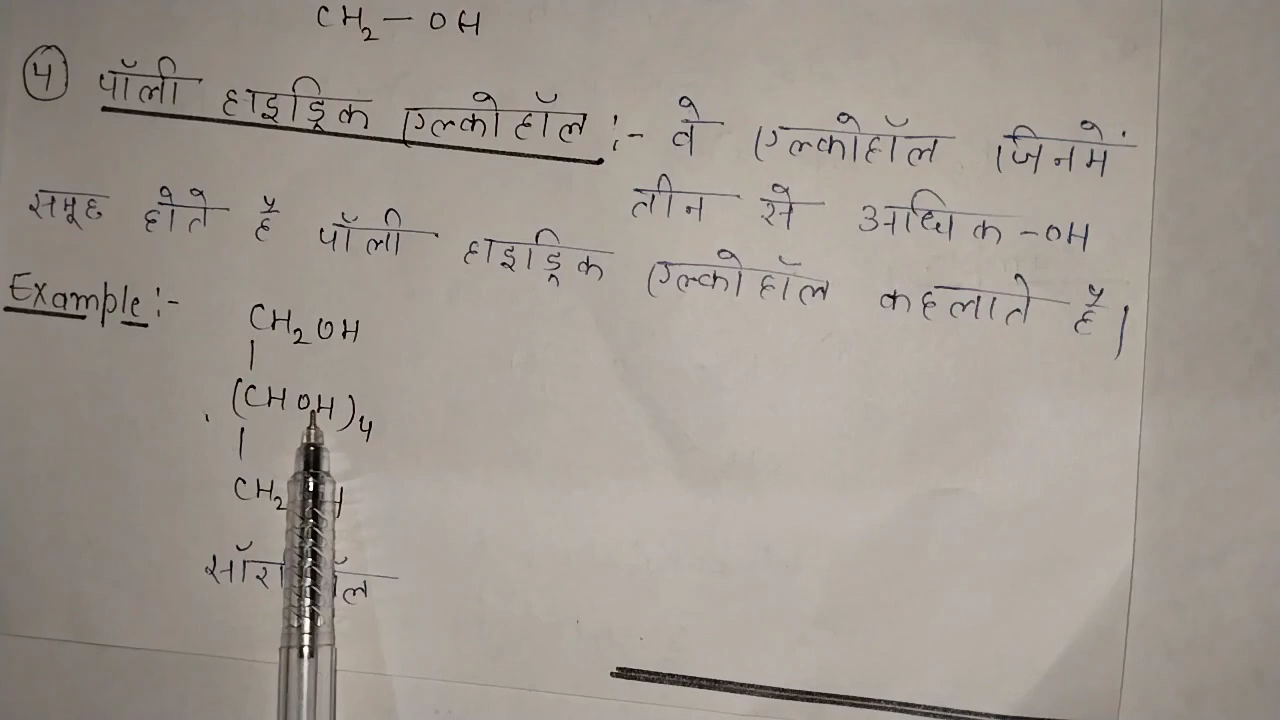 CH₂ — OH
④ पॉली हाइड्रिक एल्कोहॉल :- वे एल्कोहॉल जिनमें
तीन से अधिक -OH
समूह होते है पॉली हाइड्रिक एल्कोहॉल कहलाते है।
Example :-
CH₂OH
|
(CHOH)₄
|
CH₂ H